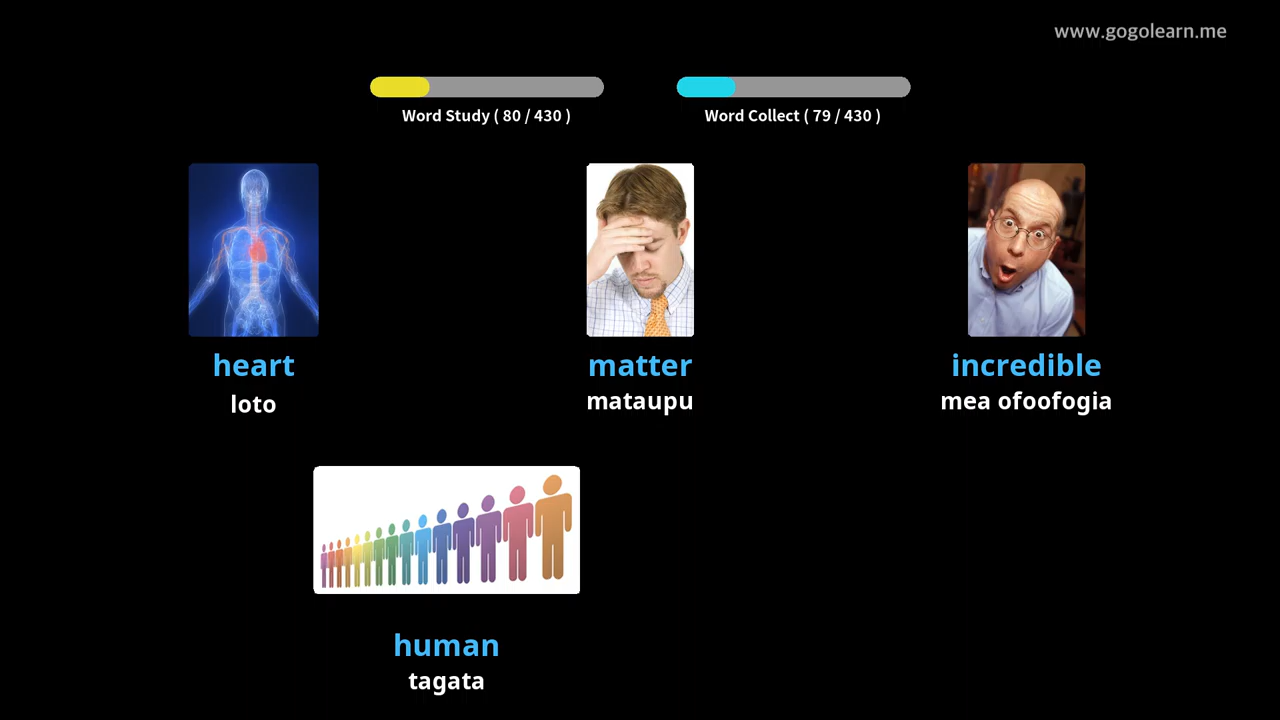 www.gogolearn.me
Word Study ( 80 / 430 )
Word Collect ( 79 / 430 )
heart
loto
matter
mataupu
incredible
mea ofoofogia
human
tagata